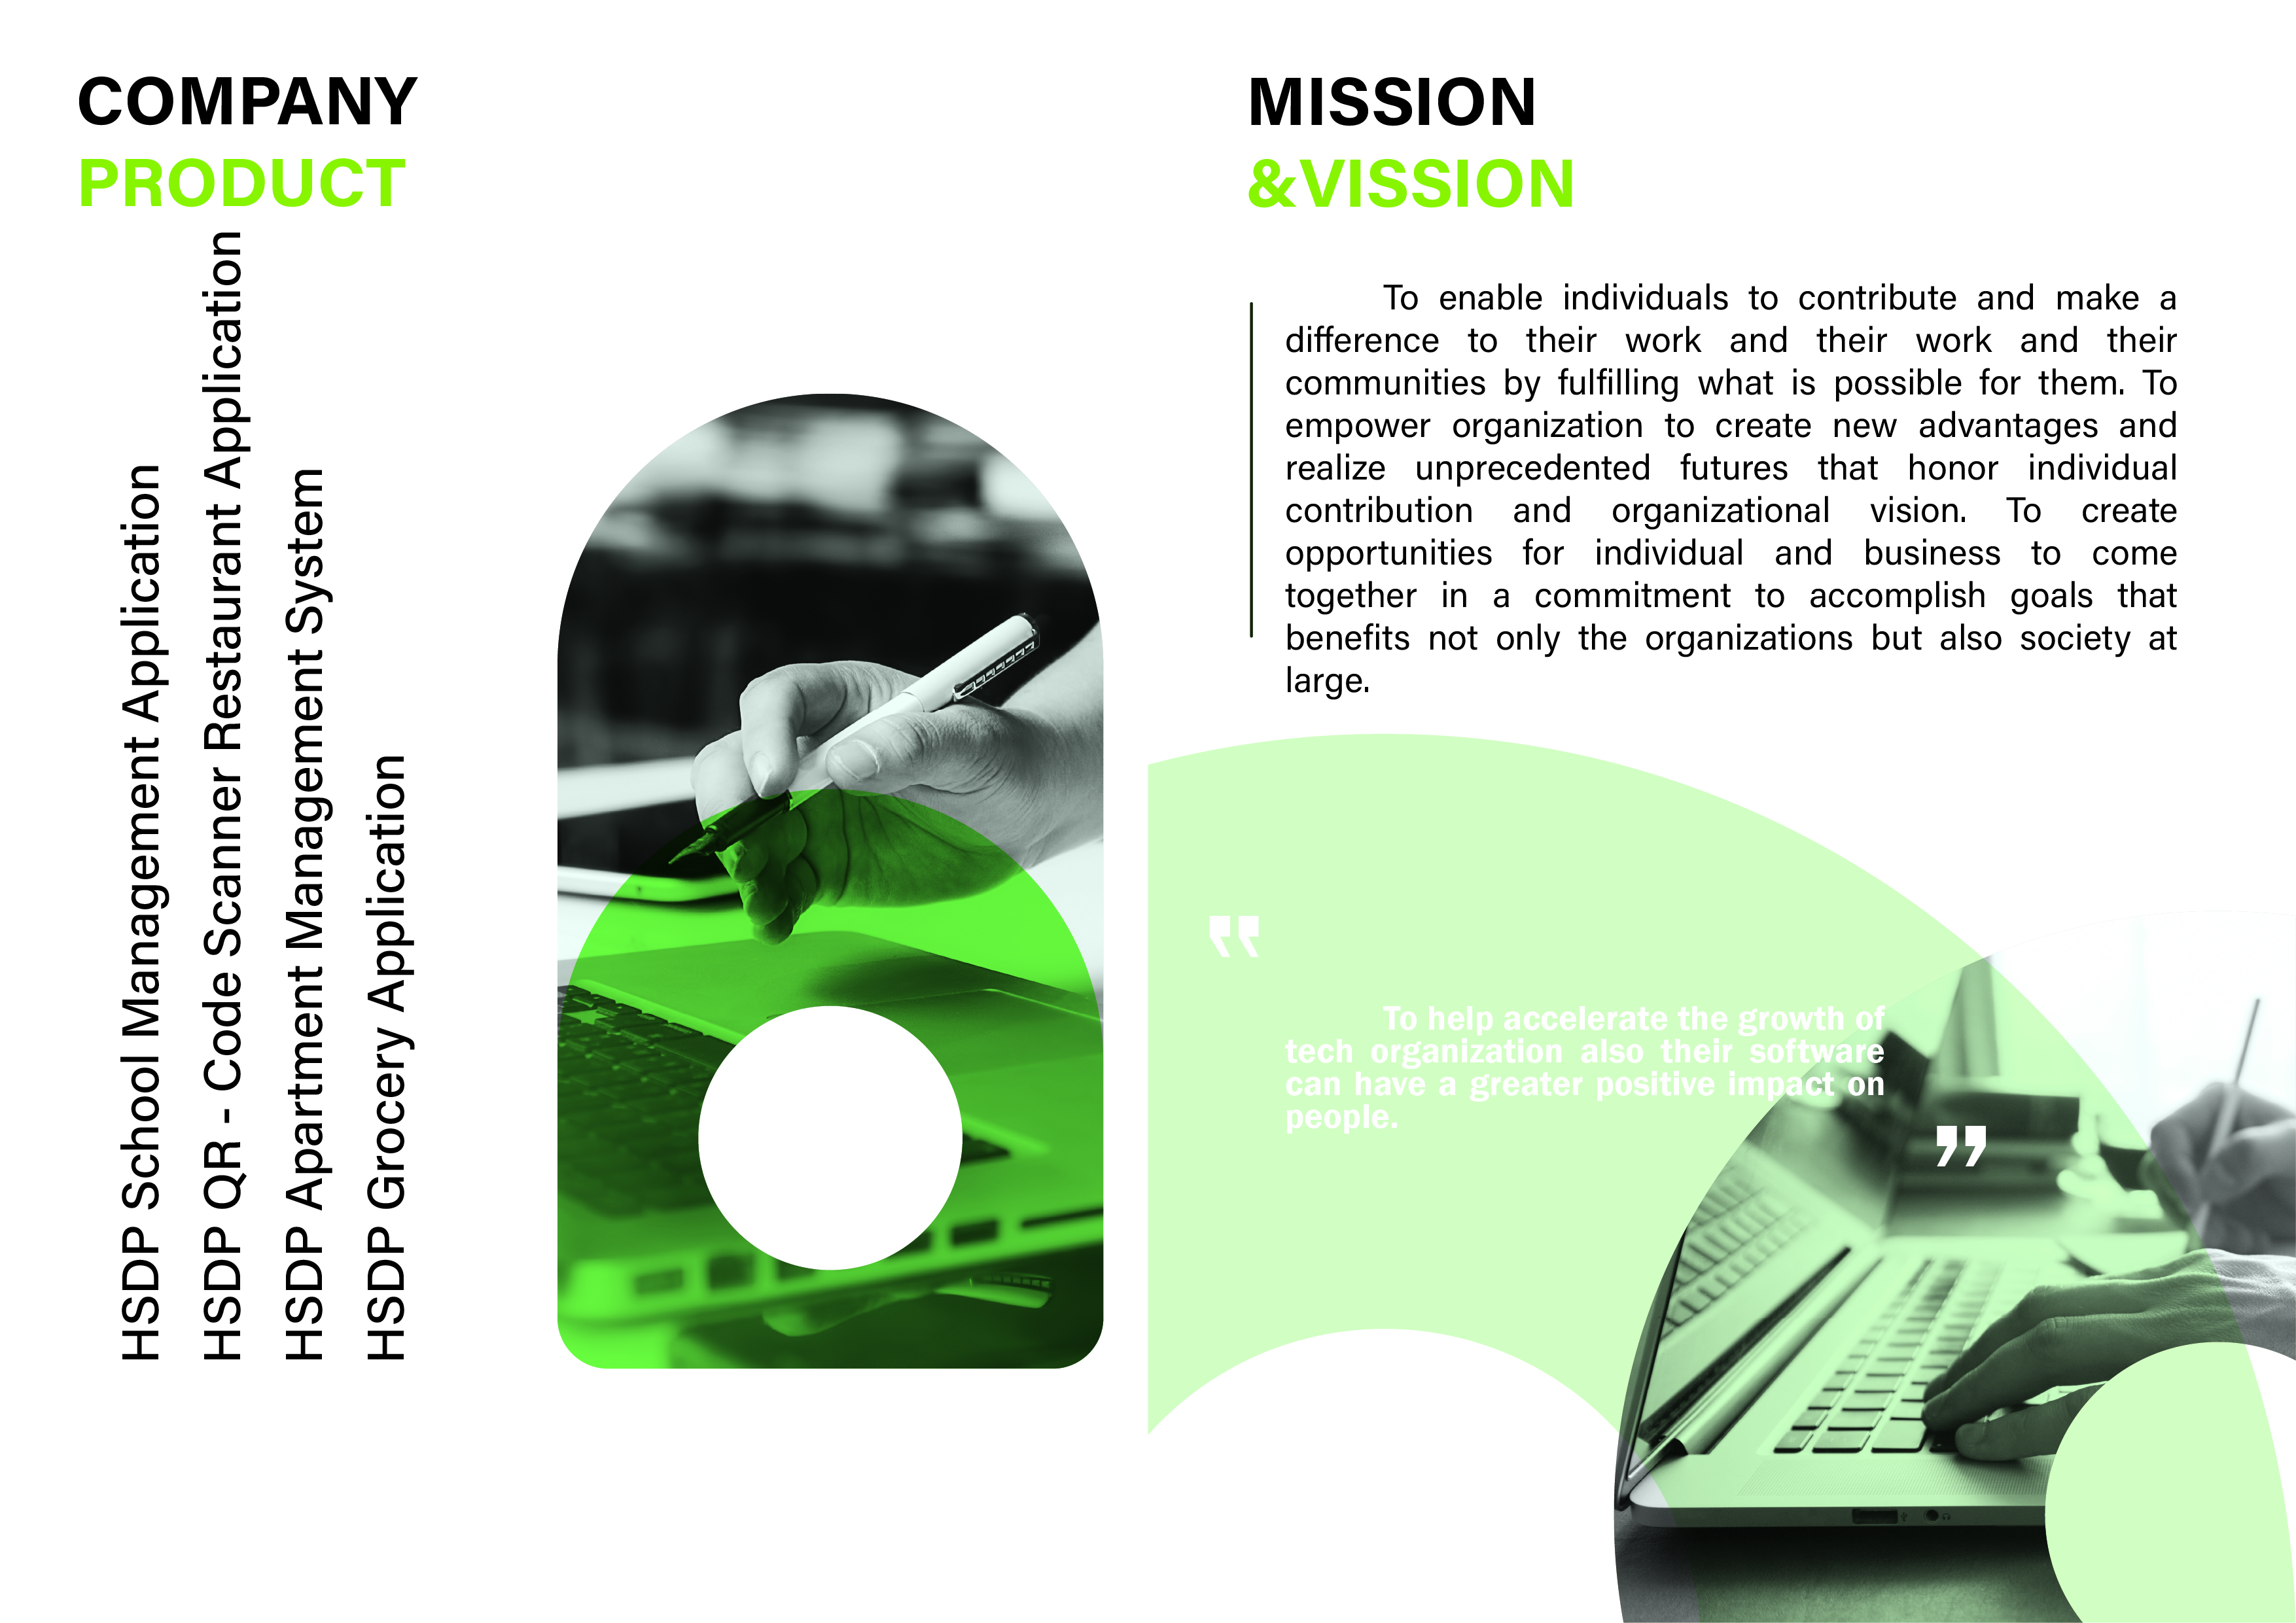 COMPANY
PRODUCT
HSDP School Management Application
HSDP QR - Code Scanner Restaurant Application
HSDP Apartment Management System
HSDP Grocery Application
MISSION
&VISSION
To enable individuals to contribute and make a
difference to their work and their work and their
communities by fulfilling what is possible for them. To
empower organization to create new advantages and
realize unprecedented futures that honor individual
contribution and organizational vision. To create
opportunities for individual and business to come
together in a commitment to accomplish goals that
benefits not only the organizations but also society at
large.
To help accelerate the growth of
tech organization also their software
can have a greater positive impact on
people.